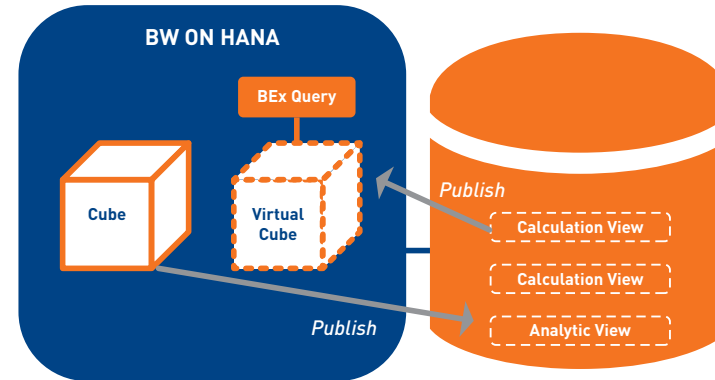 BW ON HANA
BEx Query
Cube
Virtual
Cube
Publish
Calculation View
Calculation View
Analytic View
Publish